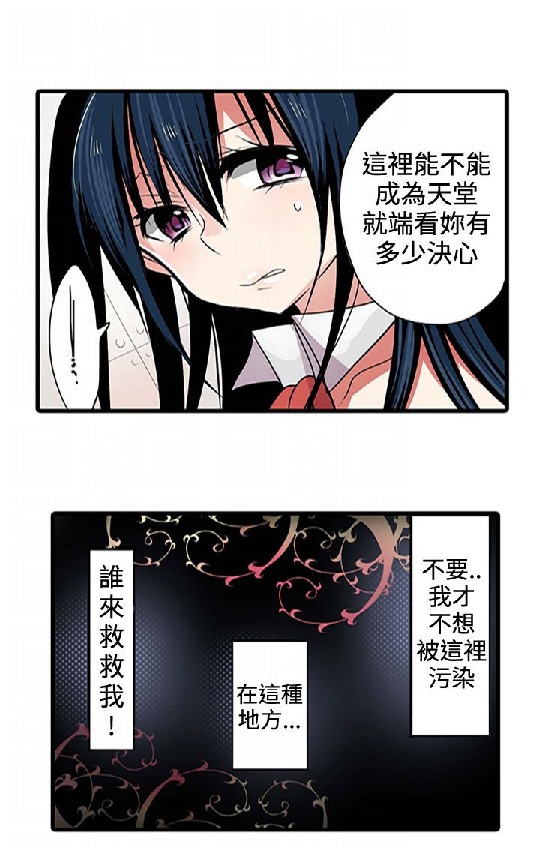 這裡能不能
成為天堂
就端看妳有
多少決心
…
不要..
我才
不想
被這裡
污染
在這種
地方...
誰來救救我！